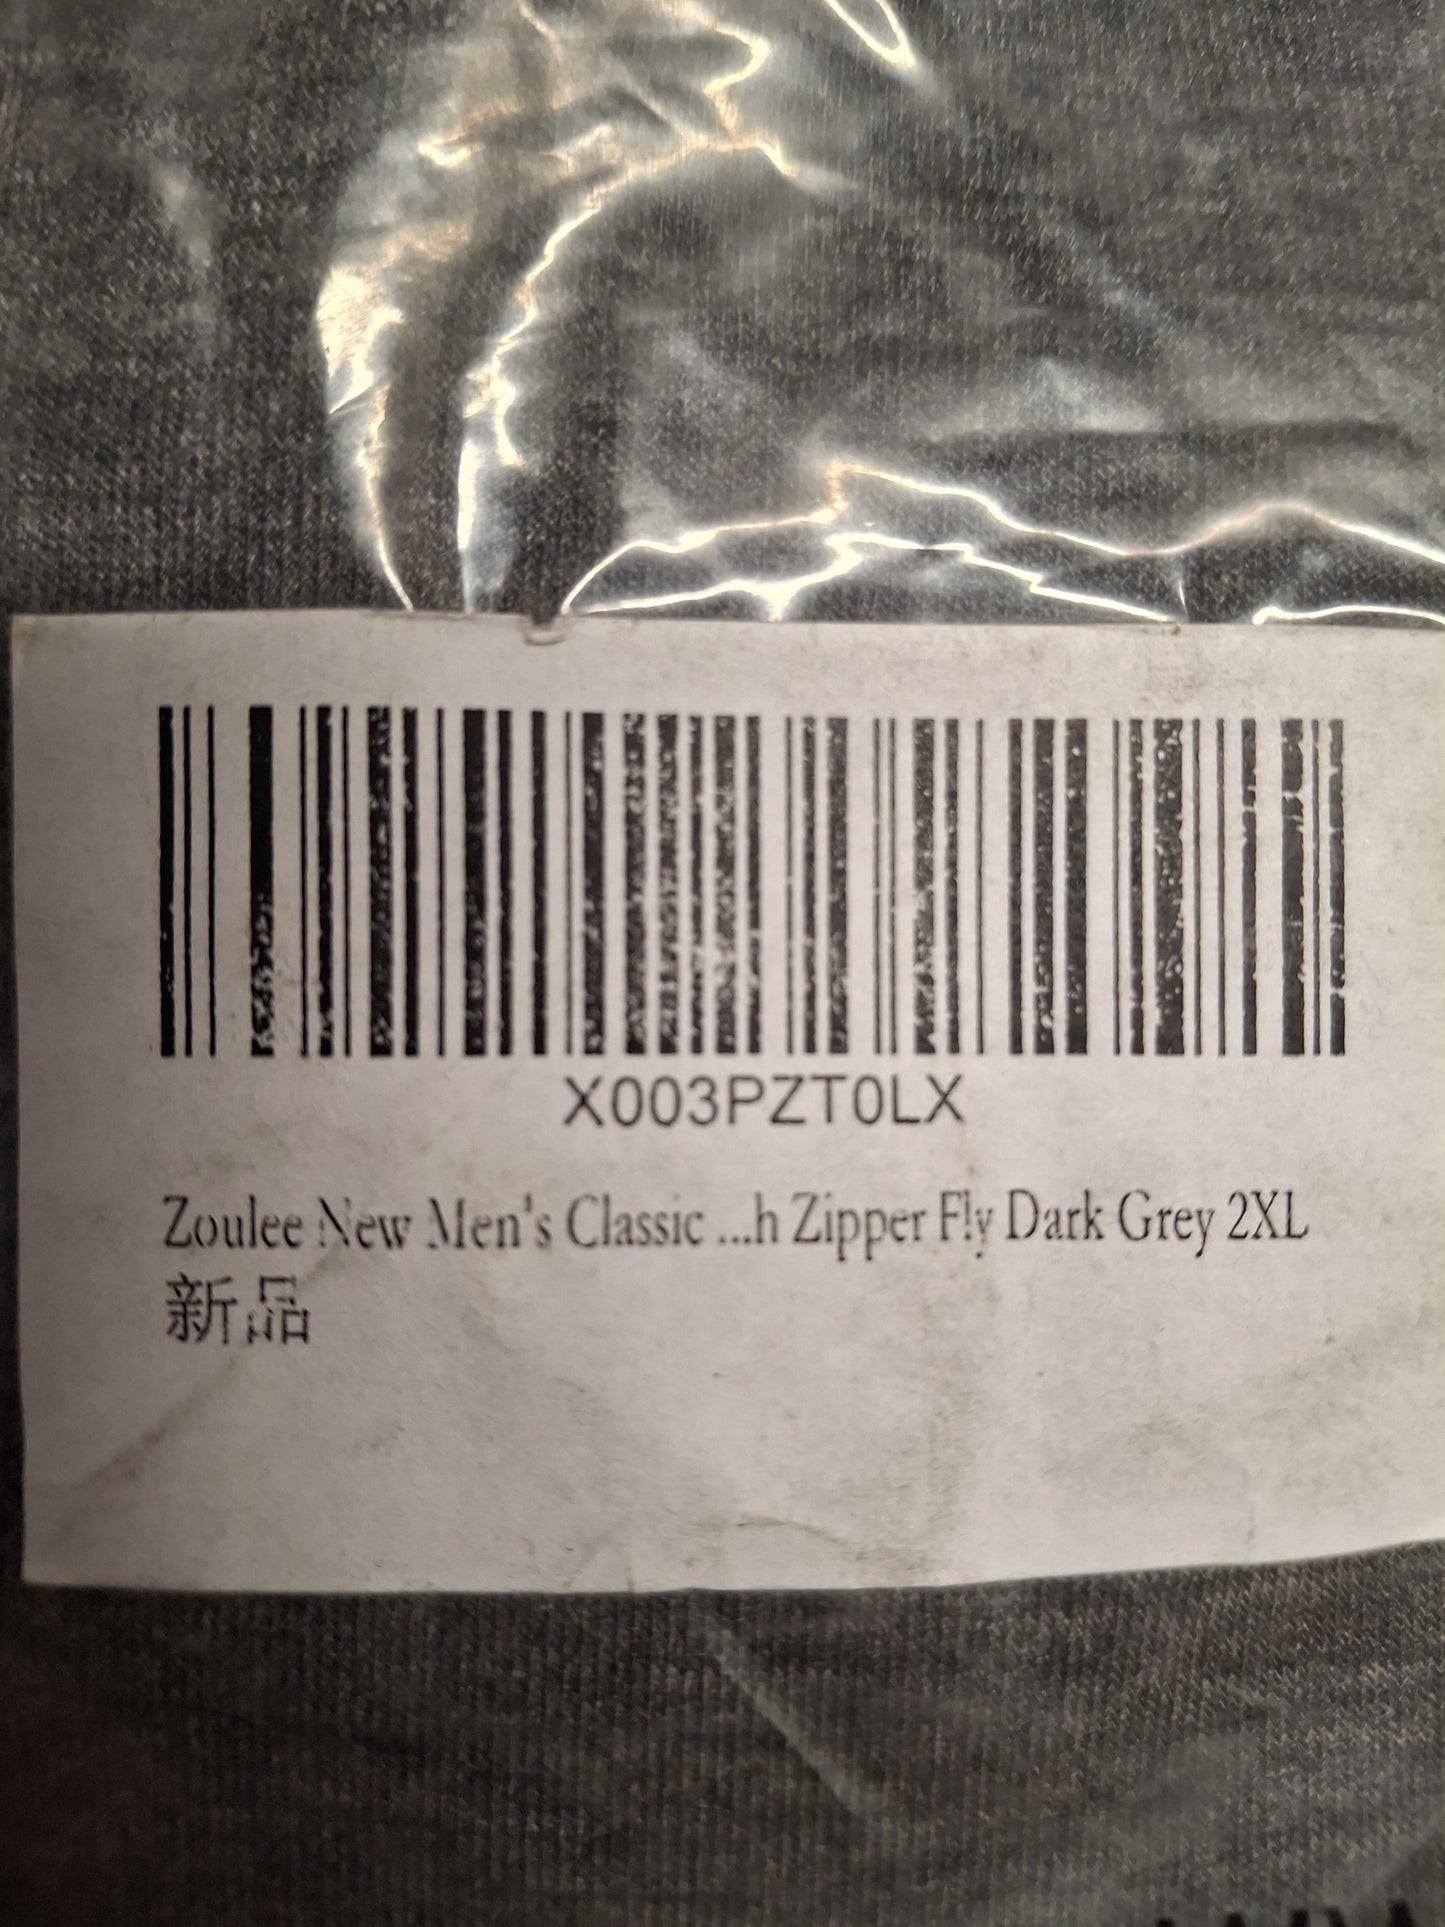 X003PZT0LX
Zoulee New Men's Classic ...h Zipper Fly Dark Grey 2XL
新品